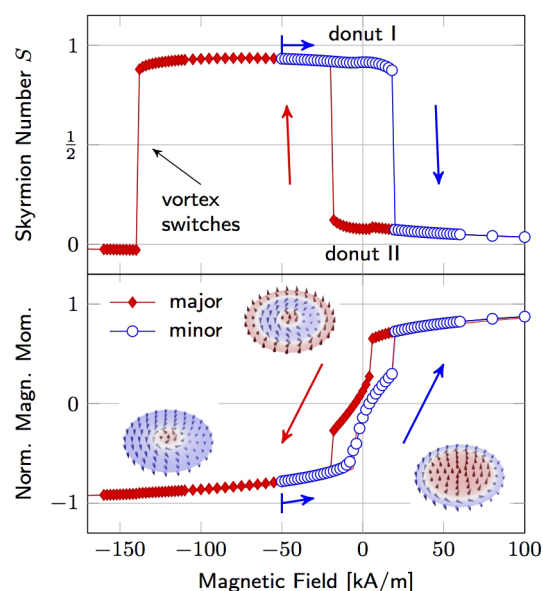 Skyrmion Number S
1
1/2
0
donut I
vortex
switches
donut II
Norm. Magn. Mom.
1
0
−1
major
minor
−150
−100
−50
0
50
100
Magnetic Field [kA/m]